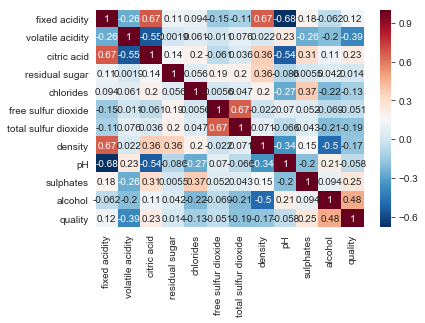 fixed acidity 1 -0.26 0.67 0.11 0.094 -0.15 -0.11 0.67 -0.68 0.18 -0.062 0.12
volatile acidity -0.26 1 -0.55 0.0019 0.061 -0.011 0.076 0.022 0.23 -0.26 -0.2 -0.39
citric acid 0.67 -0.55 1 0.14 0.2 -0.061 0.036 0.36 -0.54 0.31 0.11 0.23
residual sugar 0.11 0.0019 0.14 1 0.056 0.19 0.2 0.36 -0.086 0.0055 0.042 0.014
chlorides 0.094 0.061 0.2 0.056 1 0.0056 0.047 0.2 -0.27 0.37 -0.22 -0.13
free sulfur dioxide -0.15 -0.011 -0.061 0.19 0.0056 1 0.67 -0.022 0.07 0.052 -0.069 -0.051
total sulfur dioxide -0.11 0.076 0.036 0.2 0.047 0.67 1 0.071 -0.066 0.043 -0.21 -0.19
density 0.67 0.022 0.36 0.36 0.2 -0.022 0.071 1 -0.34 0.15 -0.5 -0.17
pH -0.68 0.23 -0.54 -0.086 -0.27 0.07 -0.066 -0.34 1 -0.2 0.21 -0.058
sulphates 0.18 -0.26 0.31 0.0055 0.37 0.052 0.043 0.15 -0.2 1 0.094 0.25
alcohol -0.062 -0.2 0.11 0.042 -0.22 -0.069 -0.21 -0.5 0.21 0.094 1 0.48
quality 0.12 -0.39 0.23 0.014 -0.13 -0.051 -0.19 -0.17 -0.058 0.25 0.48 1
fixed acidity
volatile acidity
citric acid
residual sugar
chlorides
free sulfur dioxide
total sulfur dioxide
density
pH
sulphates
alcohol
quality
0.9
0.6
0.3
0.0
-0.3
-0.6